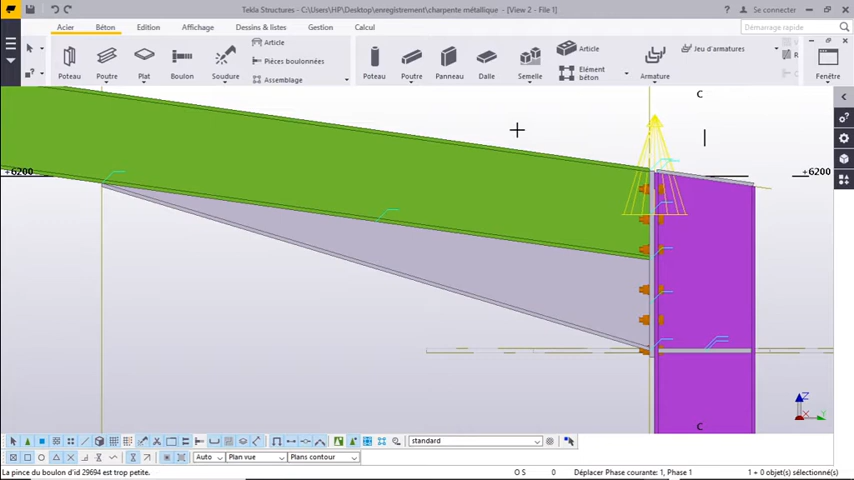 Tekla Structures - C:\Users\HP\Desktop\enregistrement\charpente métallique - [View 2 - File 1]
Se connecter
Acier Béton Edition Affichage Dessins & listes Gestion Calcul
Démarrage rapide
Poteau Poutre Plat Boulon Soudure
Article
Pièces boulonnées
Assemblage
Poteau Poutre Panneau Dalle Semelle
Article
Elément
béton
Armature
Jeu d'armatures
Fenêtre
C
+6200
+6200
C
Z
standard
Auto Plan vue Plans contour
La pince du boulon d'id 29694 est trop petite.
O S 0 Déplacer Phase courante: 1, Phase 1 1 + 0 objet(s) sélectionné(s)